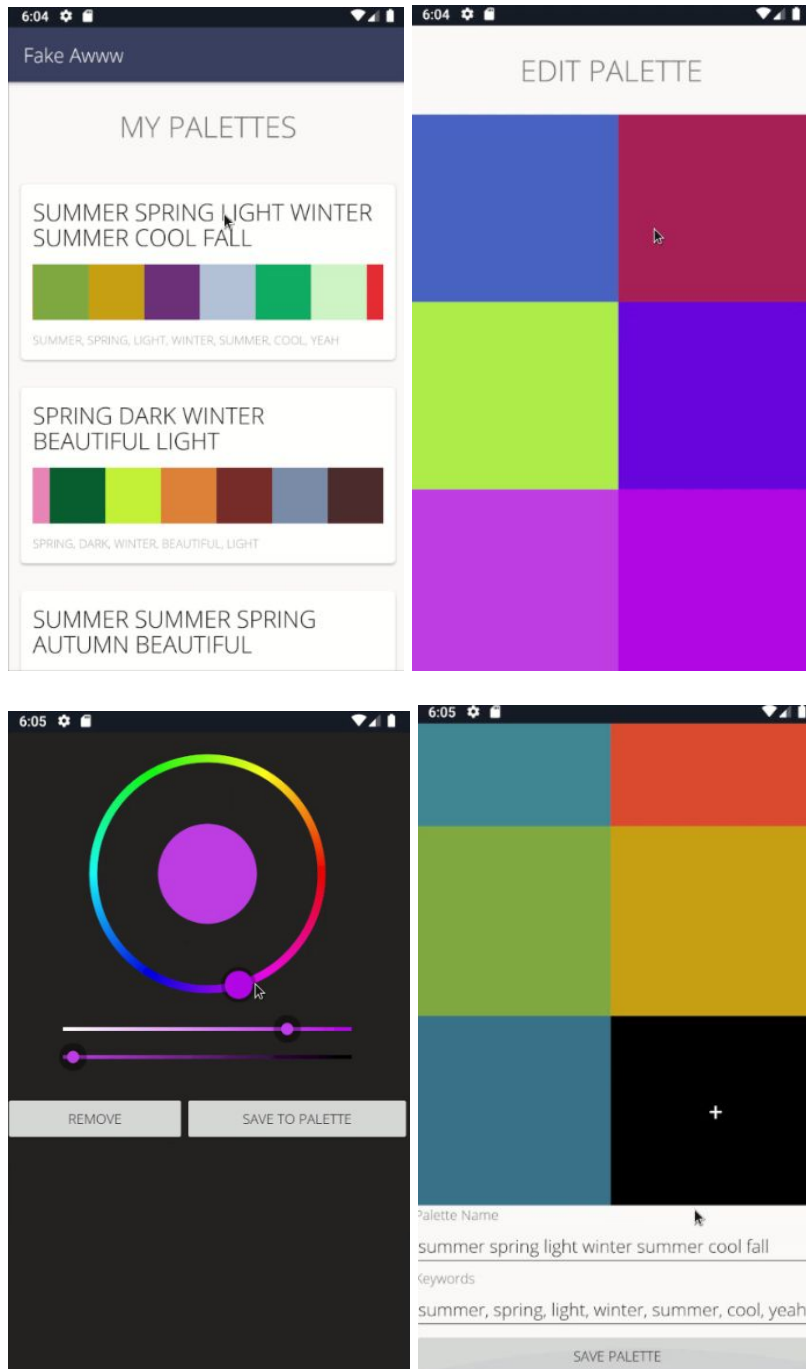 6:04
Fake Awww
MY PALETTES
SUMMER SPRING LIGHT WINTER
SUMMER COOL FALL
SUMMER, SPRING, LIGHT, WINTER, SUMMER, COOL, YEAH
SPRING DARK WINTER
BEAUTIFUL LIGHT
SPRING, DARK, WINTER, BEAUTIFUL, LIGHT
SUMMER SUMMER SPRING
AUTUMN BEAUTIFUL
6:04
EDIT PALETTE
6:05
REMOVE
SAVE TO PALETTE
6:05
+
Palette Name
summer spring light winter summer cool fall
Keywords
summer, spring, light, winter, summer, cool, yeah
SAVE PALETTE